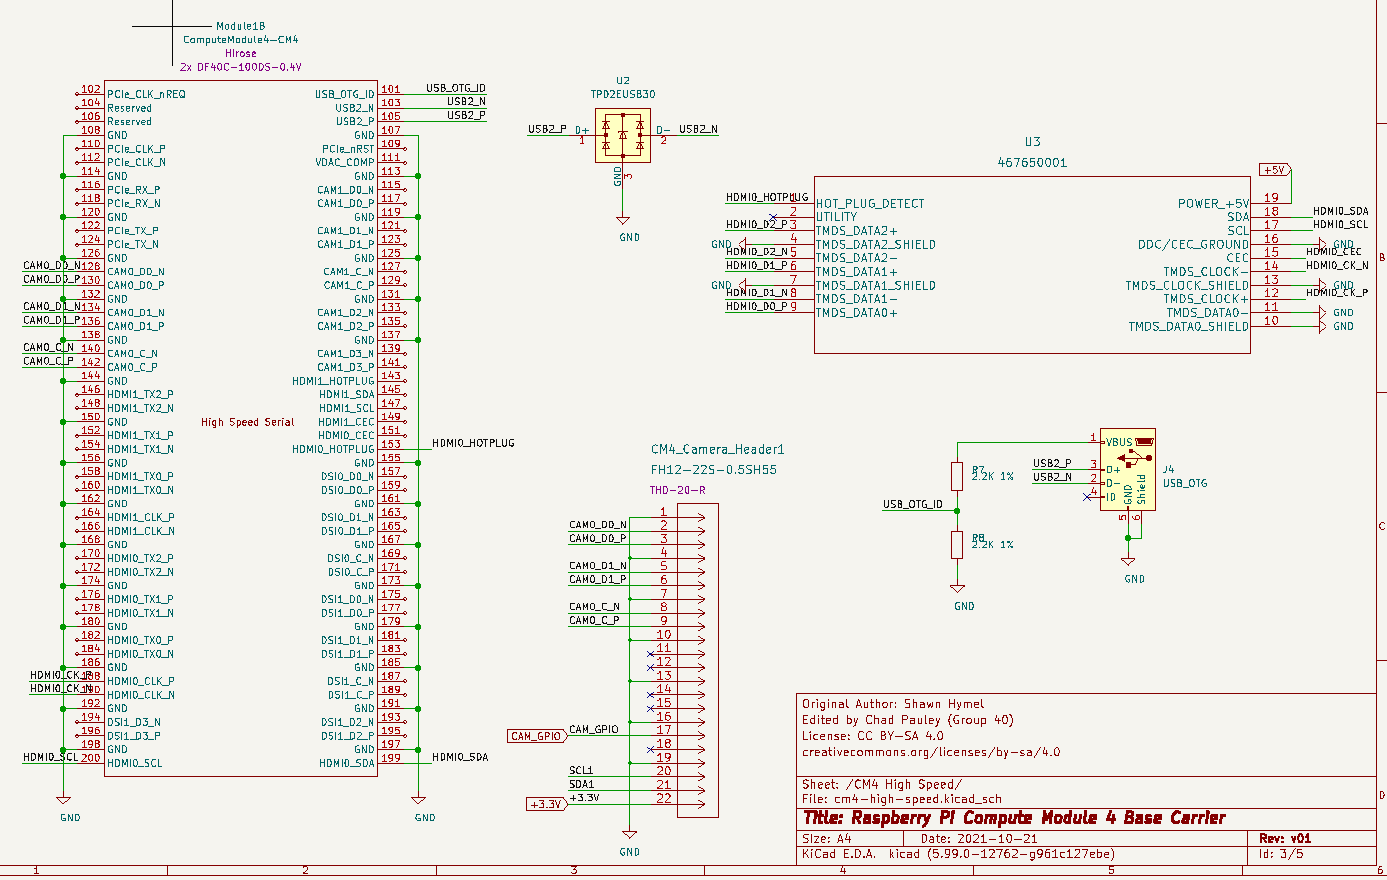 Module1B
ComputeModule4-CM4
Hirose
2x DF40C-100DS-0.4V
102 PCIe_CLK_nREQ
104 Reserved
106 Reserved
108 GND
110 PCIe_CLK_P
112 PCIe_CLK_N
114 GND
116 PCIe_RX_P
118 PCIe_RX_N
120 GND
122 PCIe_TX_P
124 PCIe_TX_N
126 GND
CAM0_D0_N 128 CAM0_D0_N
CAM0_D0_P 130 CAM0_D0_P
132 GND
CAM0_D1_N 134 CAM0_D1_N
CAM0_D1_P 136 CAM0_D1_P
138 GND
CAM0_C_N 140 CAM0_C_N
CAM0_C_P 142 CAM0_C_P
144 GND
146 HDMI1_TX2_P
148 HDMI1_TX2_N
150 GND
152 HDMI1_TX1_P
154 HDMI1_TX1_N
156 GND
158 HDMI1_TX0_P
160 HDMI1_TX0_N
162 GND
164 HDMI1_CLK_P
166 HDMI1_CLK_N
168 GND
170 HDMI0_TX2_P
172 HDMI0_TX2_N
174 GND
176 HDMI0_TX1_P
178 HDMI0_TX1_N
180 GND
182 HDMI0_TX0_P
184 HDMI0_TX0_N
186 GND
HDMI0_CK_P 188 HDMI0_CLK_P
HDMI0_CK_N 190 HDMI0_CLK_N
192 GND
194 DSI1_D3_N
196 DSI1_D3_P
198 GND
HDMI0_SCL 200 HDMI0_SCL
GND
High Speed Serial
USB_OTG_ID 101 USB_OTG_ID
USB2_N 103 USB2_N
USB2_P 105 USB2_P
GND 107
PCIe_nRST 109
VDAC_COMP 111
GND 113
CAM1_D0_N 115
CAM1_D0_P 117
GND 119
CAM1_D1_N 121
CAM1_D1_P 123
GND 125
CAM1_C_N 127
CAM1_C_P 129
GND 131
CAM1_D2_N 133
CAM1_D2_P 135
GND 137
CAM1_D3_N 139
CAM1_D3_P 141
HDMI1_HOTPLUG 143
HDMI1_SDA 145
HDMI1_SCL 147
HDMI1_CEC 149
HDMI0_CEC 151
HDMI0_HOTPLUG 153 HDMI0_HOTPLUG
GND 155
DSI0_D0_N 157
DSI0_D0_P 159
GND 161
DSI0_D1_N 163
DSI0_D1_P 165
GND 167
DSI0_C_N 169
DSI0_C_P 171
GND 173
DSI1_D0_N 175
DSI1_D0_P 177
GND 179
DSI1_D1_N 181
DSI1_D1_P 183
GND 185
DSI1_C_N 187
DSI1_C_P 189
GND 191
DSI1_D2_N 193
DSI1_D2_P 195
GND 197
HDMI0_SDA 199 HDMI0_SDA
GND
U2
TPD2EUSB30
USB2_P 1 D+ D- 2 USB2_N
GND 3
GND
U3
467650001
+5V
HDMI0_HOTPLUG 1 HOT_PLUG_DETECT
2 UTILITY
HDMI0_D2_P 3 TMDS_DATA2+
GND 4 TMDS_DATA2_SHIELD
HDMI0_D2_N 5 TMDS_DATA2-
HDMI0_D1_P 6 TMDS_DATA1+
GND 7 TMDS_DATA1_SHIELD
HDMI0_D1_N 8 TMDS_DATA1-
HDMI0_D0_P 9 TMDS_DATA0+
POWER_+5V 19
SDA 18 HDMI0_SDA
SCL 17 HDMI0_SCL
DDC/CEC_GROUND 16 GND
CEC 15 HDMI0_CEC
TMDS_CLOCK- 14 HDMI0_CK_N
TMDS_CLOCK_SHIELD 13 GND
TMDS_CLOCK+ 12 HDMI0_CK_P
TMDS_DATA0- 11 GND
TMDS_DATA0_SHIELD 10 GND
CM4_Camera_Header1
FH12-22S-0.5SH55
THD-20-R
1
CAM0_D0_N 2
CAM0_D0_P 3
4
CAM0_D1_N 5
CAM0_D1_P 6
7
CAM0_C_N 8
CAM0_C_P 9
10
11
12
13
14
15
16
CAM_GPIO CAM_GPIO 17
18
19
SCL1 20
SDA1 21
+3.3V +3.3V 22
GND
USB_OTG_ID
R7
2.2K 1%
R8
2.2K 1%
GND
1 VBUS
USB2_P 3 D+
USB2_N 2 D-
4 ID
GND 5
Shield 6
J4
USB_OTG
GND
Original Author: Shawn Hymel
Edited by Chad Pauley (Group 40)
License: CC BY-SA 4.0
creativecommons.org/licenses/by-sa/4.0
Sheet: /CM4 High Speed/
File: cm4-high-speed.kicad_sch
Title: Raspberry Pi Compute Module 4 Base Carrier
Size: A4 Date: 2021-10-21 Rev: v01
KiCad E.D.A. kicad (5.99.0-12762-g961c127ebe) Id: 3/5
B
C
D
1 2 3 4 5 6